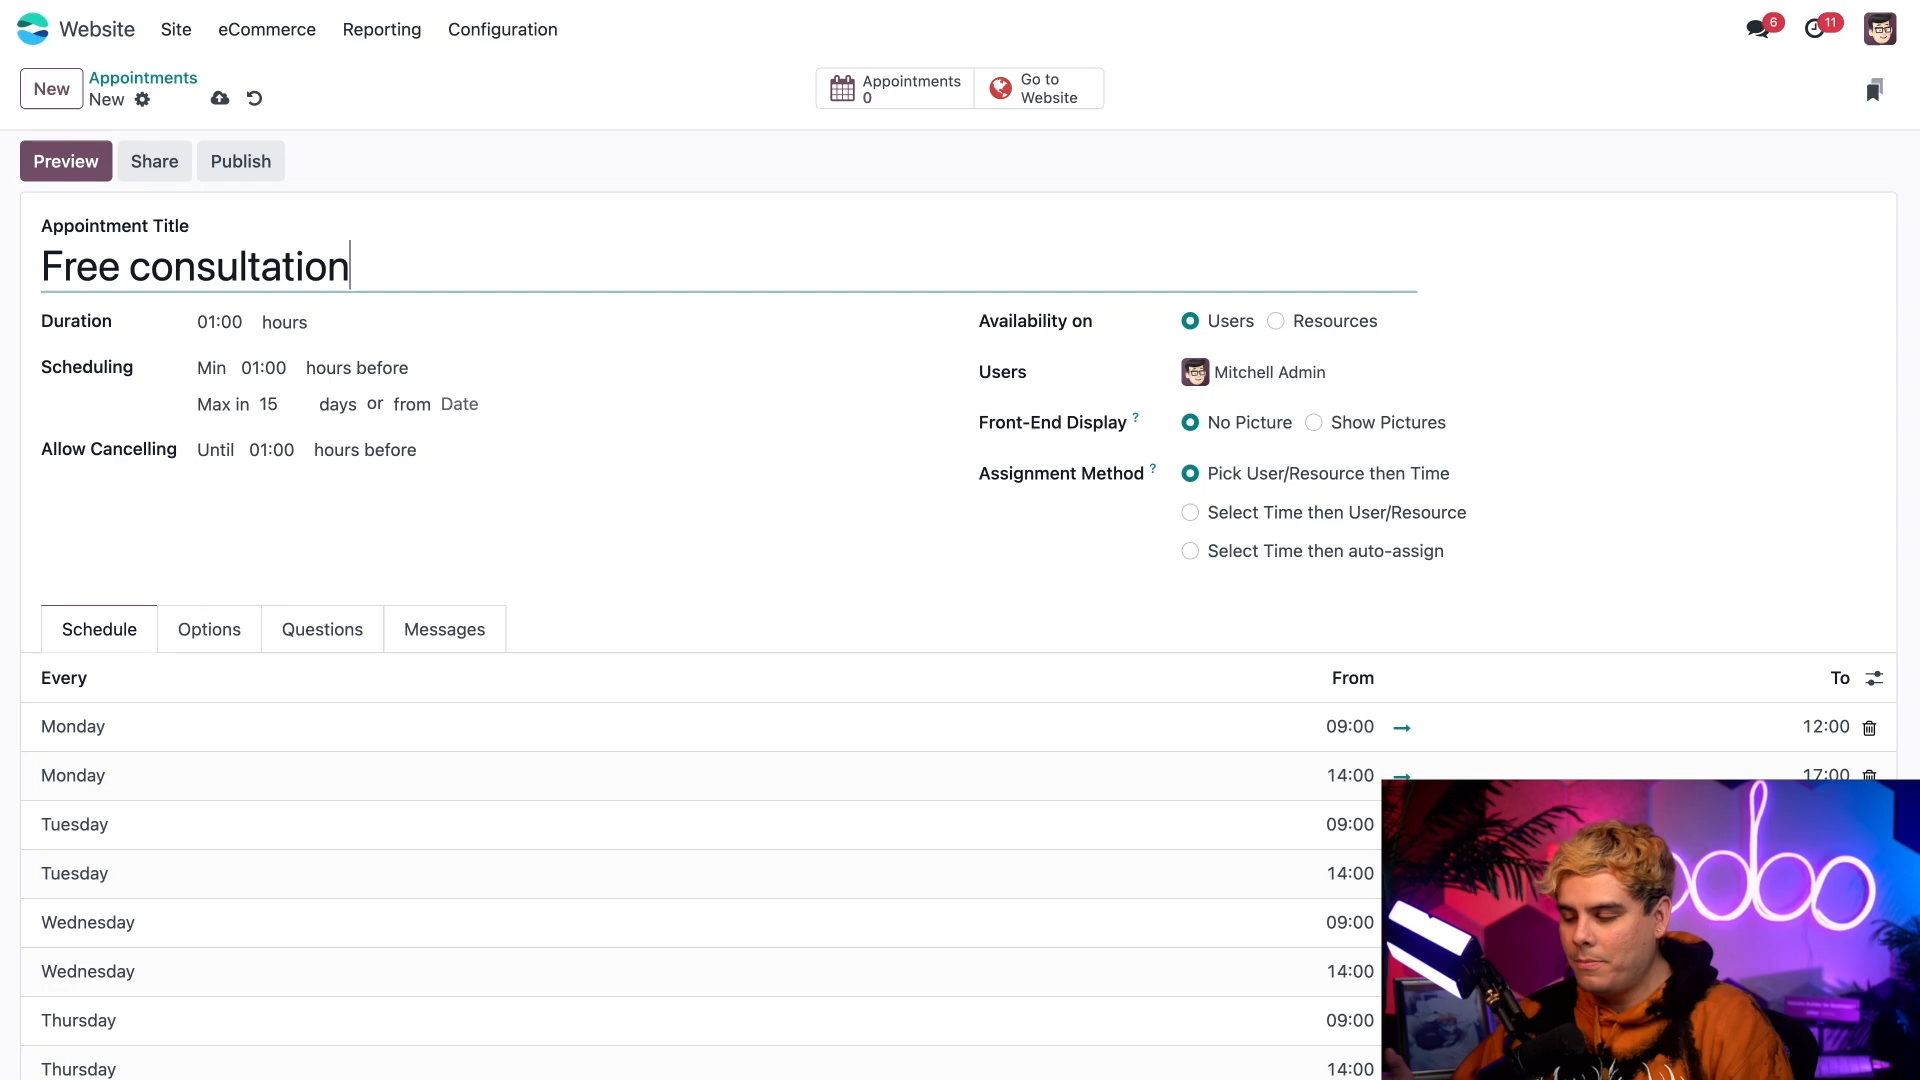 Website Site eCommerce Reporting Configuration 6 11
New Appointments
New
Appointments
0
Go to
Website
Preview Share Publish
Appointment Title
Free consultation
Duration 01:00 hours
Scheduling Min 01:00 hours before
Max in 15 days or from Date
Allow Cancelling Until 01:00 hours before
Availability on Users Resources
Users Mitchell Admin
Front-End Display ? No Picture Show Pictures
Assignment Method ? Pick User/Resource then Time
Select Time then User/Resource
Select Time then auto-assign
Schedule Options Questions Messages
Every From To
Monday 09:00 12:00
Monday 14:00 17:00
Tuesday 09:00
Tuesday 14:00
Wednesday 09:00
Wednesday 14:00
Thursday 09:00
Thursday 14:00
odoo